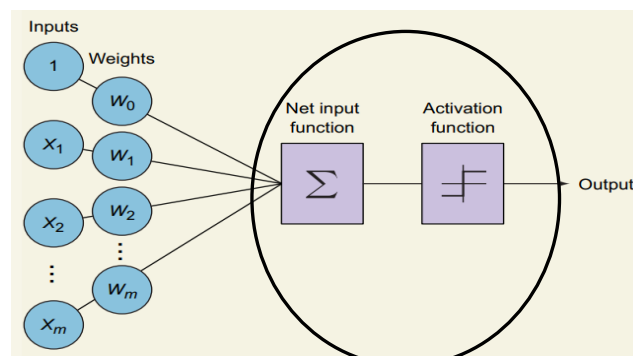 Inputs
Weights
1
w0
x1
w1
x2
w2
⋮
⋮
xm
wm
Net input
function
Σ
Activation
function
Output